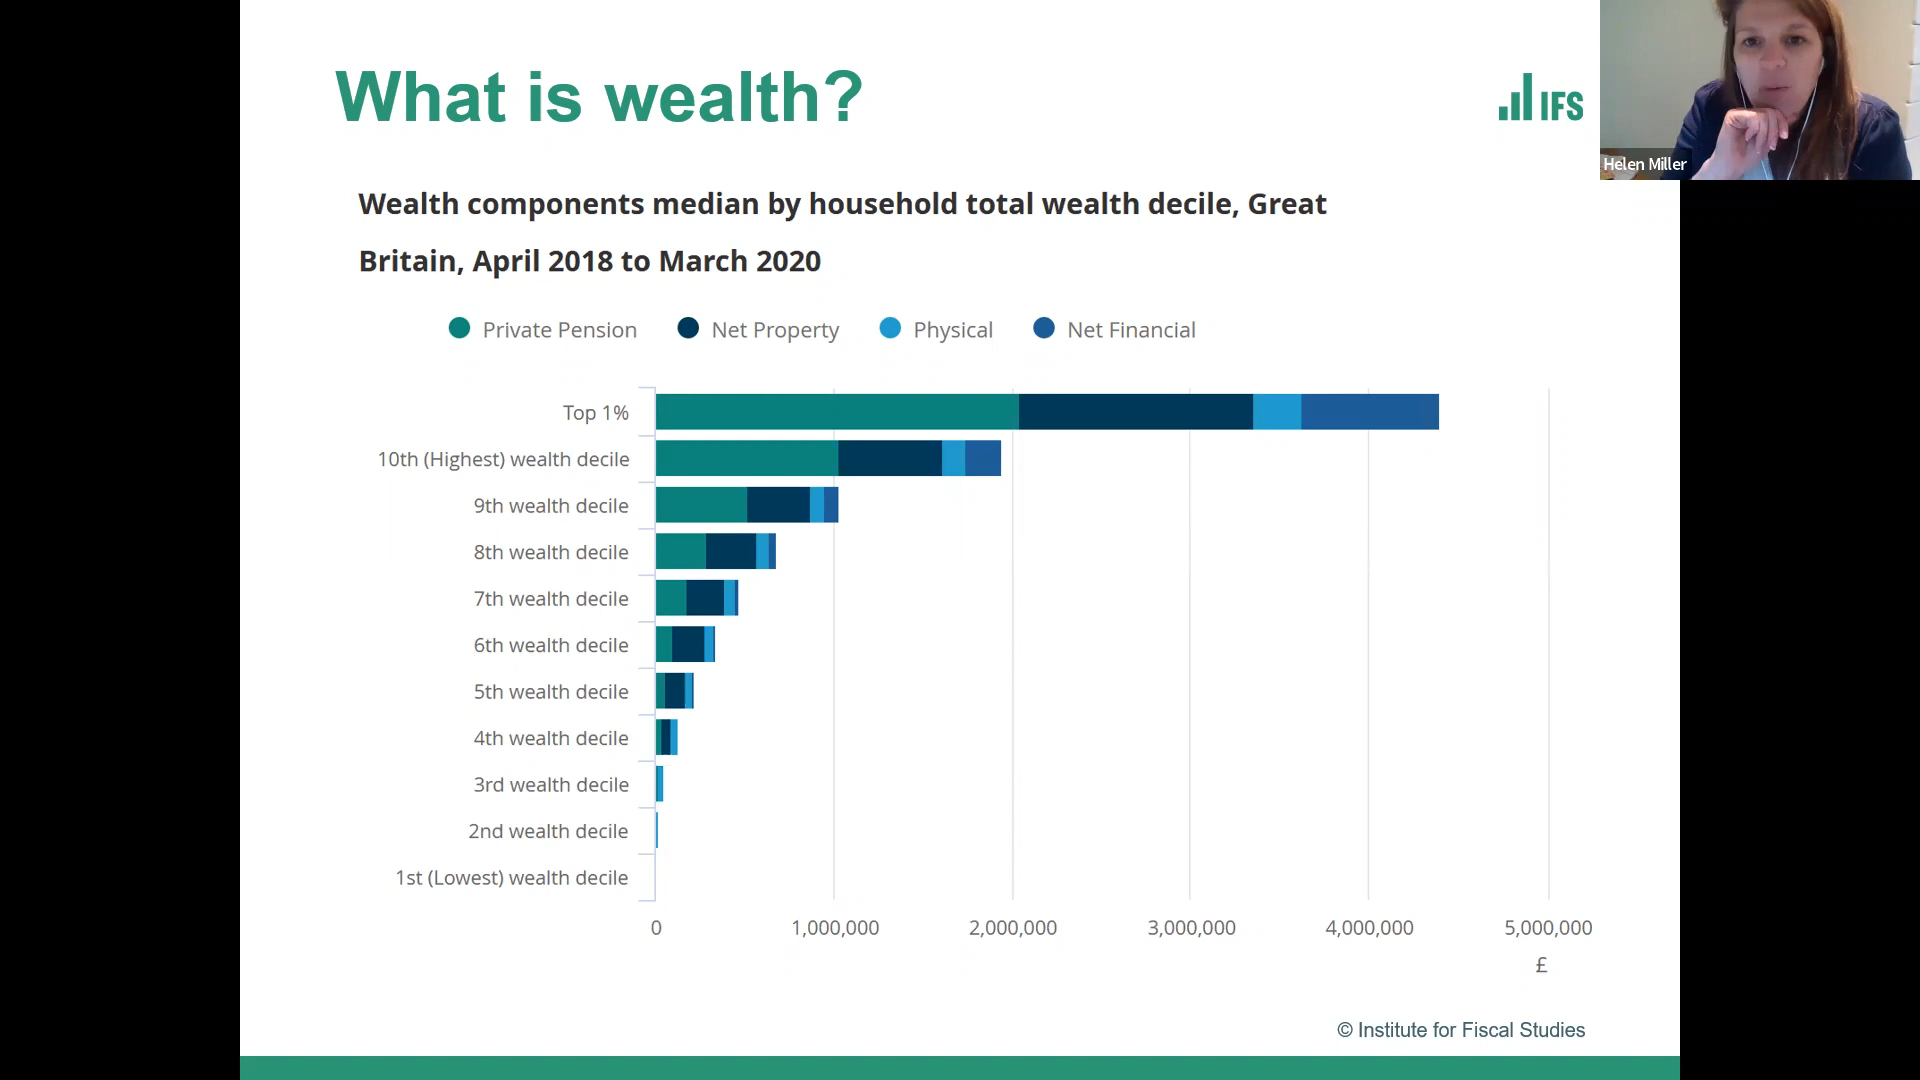 What is wealth?
IFS
Helen Miller
Wealth components median by household total wealth decile, Great
Britain, April 2018 to March 2020
Private Pension
Net Property
Physical
Net Financial
Top 1%
10th (Highest) wealth decile
9th wealth decile
8th wealth decile
7th wealth decile
6th wealth decile
5th wealth decile
4th wealth decile
3rd wealth decile
2nd wealth decile
1st (Lowest) wealth decile
0
1,000,000
2,000,000
3,000,000
4,000,000
5,000,000
£
© Institute for Fiscal Studies